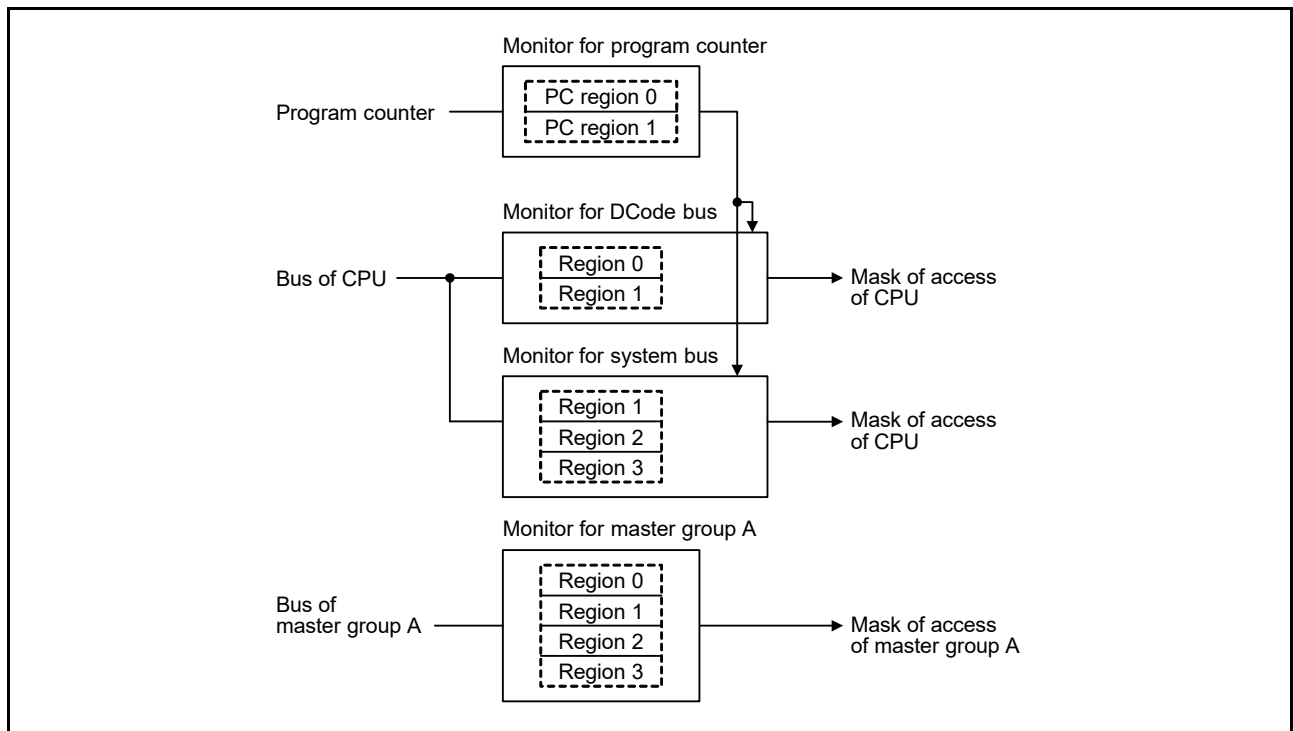 Monitor for program counter
Program counter
PC region 0
PC region 1
Monitor for DCode bus
Bus of CPU
Region 0
Region 1
Mask of access
of CPU
Monitor for system bus
Region 1
Region 2
Region 3
Mask of access
of CPU
Monitor for master group A
Bus of
master group A
Region 0
Region 1
Region 2
Region 3
Mask of access
of master group A